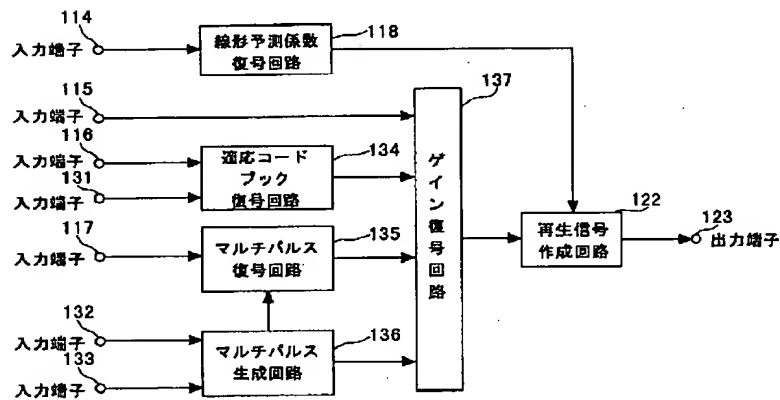 114
入力端子
線形予測係数
復号回路
118
115
入力端子
137
116
入力端子
適応コード
ブック
復号回路
134
131
入力端子
ゲイン復号回路
117
入力端子
マルチパルス
復号回路
135
再生信号
作成回路
122
123
出力端子
132
入力端子
マルチパルス
生成回路
136
133
入力端子